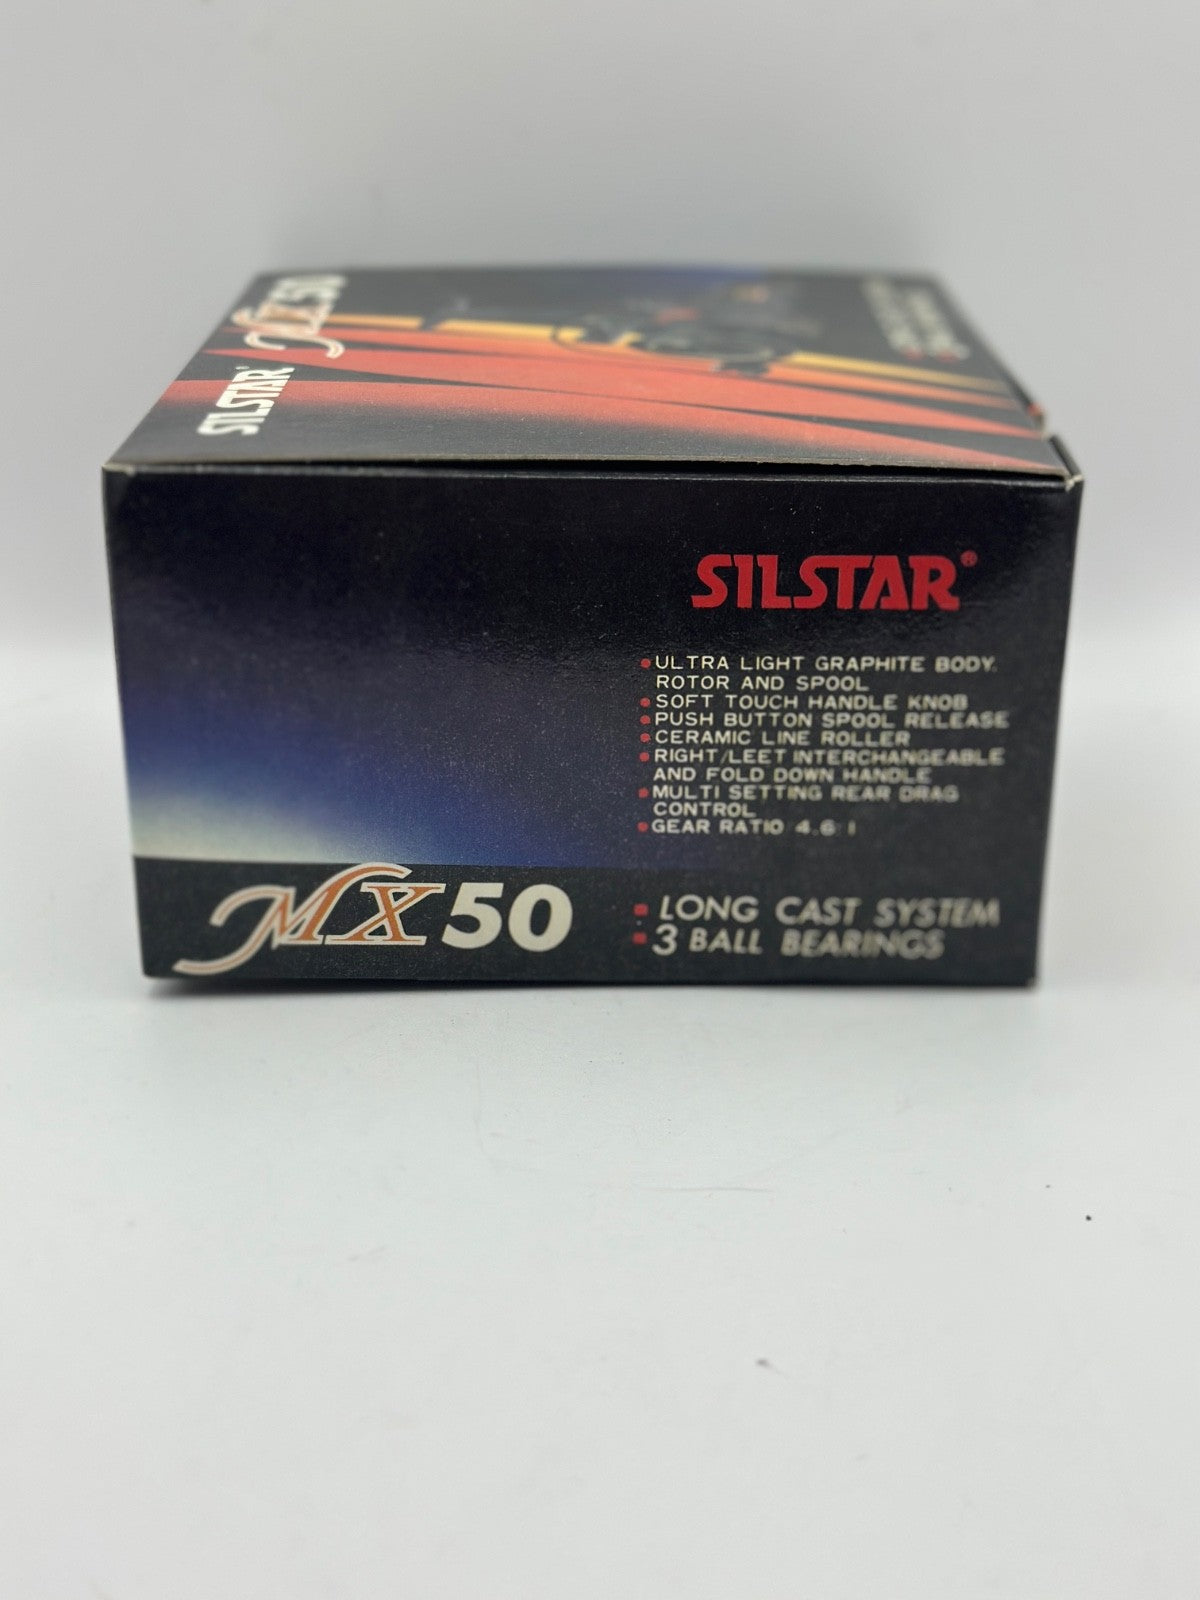 MX50
SILSTAR
SILSTAR®
• ULTRA LIGHT GRAPHITE BODY,
ROTOR AND SPOOL
• SOFT TOUCH HANDLE KNOB
• PUSH BUTTON SPOOL RELEASE
• CERAMIC LINE ROLLER
• RIGHT/LEET INTERCHANGEABLE
AND FOLD DOWN HANDLE
• MULTI SETTING REAR DRAG
CONTROL
• GEAR RATIO 4.6:1
MX50
▪ LONG CAST SYSTEM
▪ 3 BALL BEARINGS